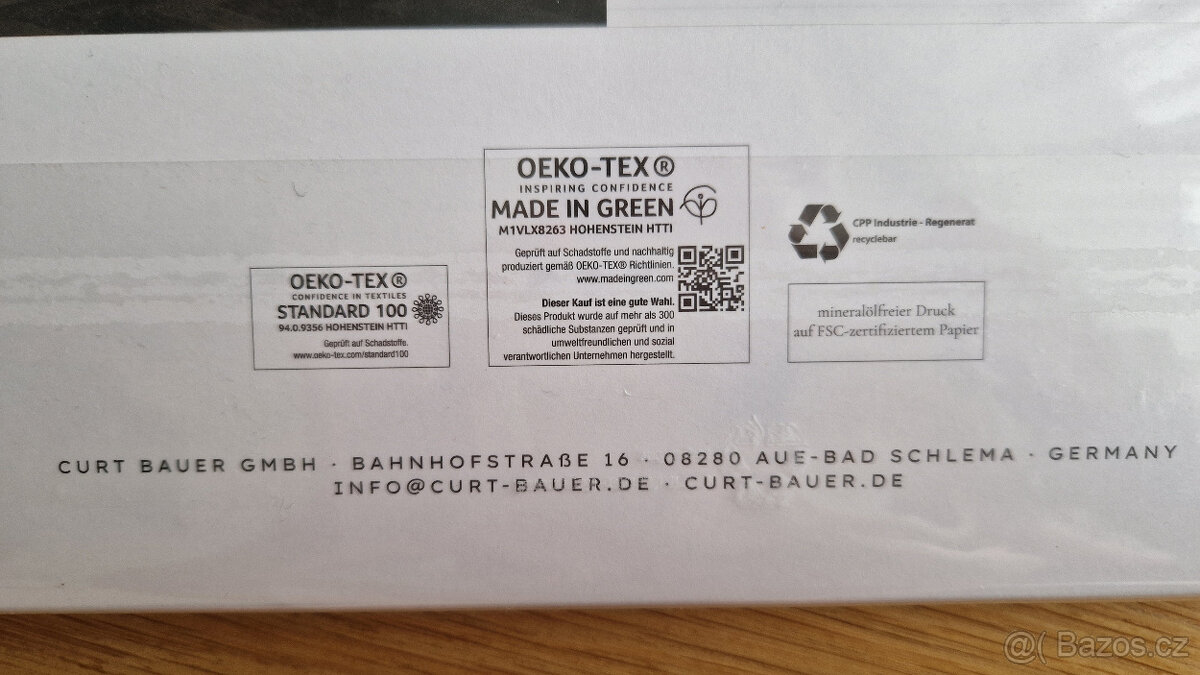 OEKO-TEX®
CONFIDENCE IN TEXTILES
STANDARD 100
94.0.9356 HOHENSTEIN HTTI
Geprüft auf Schadstoffe.
www.oeko-tex.com/standard100
OEKO-TEX®
INSPIRING CONFIDENCE
MADE IN GREEN
M1VLX8263 HOHENSTEIN HTTI
Geprüft auf Schadstoffe und nachhaltig
produziert gemäß OEKO-TEX® Richtlinien.
www.madeingreen.com
Dieser Kauf ist eine gute Wahl.
Dieses Produkt wurde auf mehr als 300
schädliche Substanzen geprüft und in
umweltfreundlichen und sozial
verantwortlichen Unternehmen hergestellt.
CPP Industrie - Regenerat
recyclebar
mineralölfreier Druck
auf FSC-zertifiziertem Papier
CURT BAUER GMBH · BAHNHOFSTRAßE 16 · 08280 AUE-BAD SCHLEMA · GERMANY
INFO@CURT-BAUER.DE · CURT-BAUER.DE
@( Bazos.cz